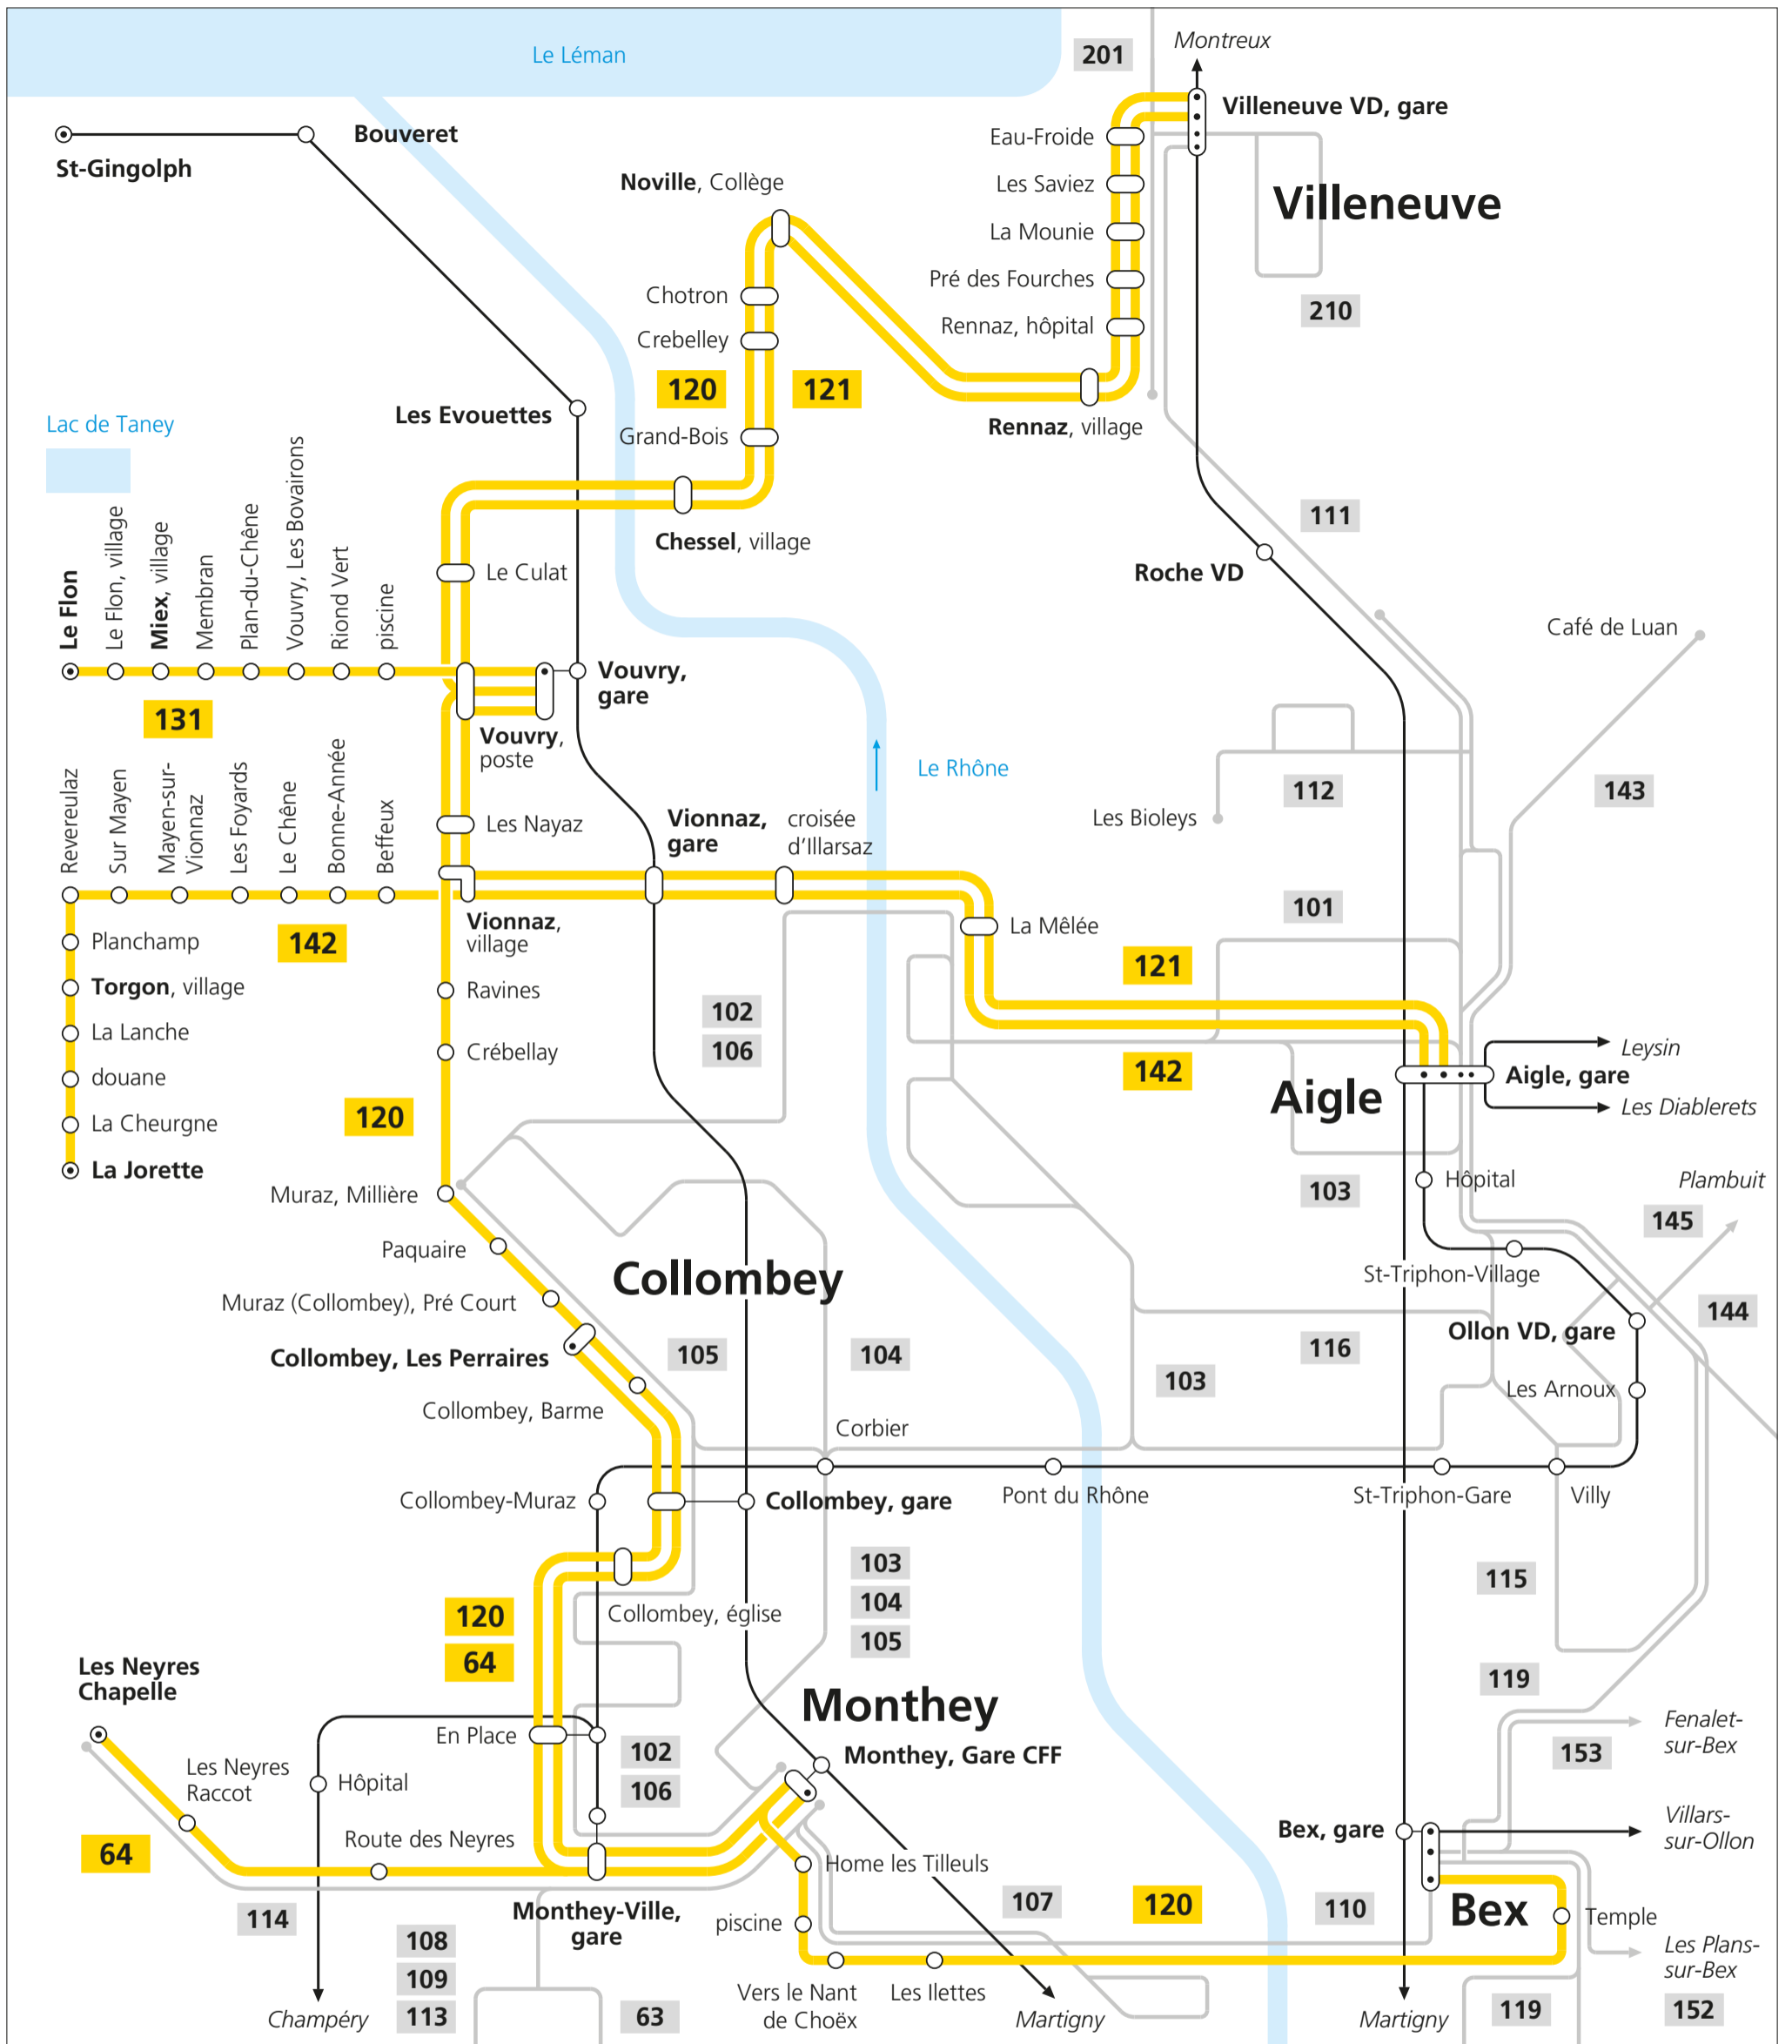 Le Léman
201
Montreux
Villeneuve VD, gare
Bouveret
St-Gingolph
Eau-Froide
Noville, Collège
Les Saviez
Villeneuve
La Mounie
Pré des Fourches
Chotron
210
Rennaz, hôpital
Crebelley
120
121
Les Evouettes
Lac de Taney
Rennaz, village
Grand-Bois
111
Chessel, village
Roche VD
Le Culat
Le Flon
Le Flon, village
Miex, village
Membran
Plan-du-Chêne
Vouvry, Les Bovairons
Riond Vert
piscine
Café de Luan
Vouvry,
gare
131
Vouvry,
poste
Le Rhône
112
143
Les Bioleys
Revereulaz
Sur Mayen
Mayen-sur-
Vionnaz
Les Foyards
Le Chêne
Bonne-Année
Beffeux
Les Nayaz
Vionnaz,
gare
croisée
d'Illarsaz
101
Vionnaz,
village
La Mêlée
142
Planchamp
121
Torgon, village
Ravines
102
La Lanche
106
Crébellay
Leysin
142
Aigle, gare
douane
Aigle
Les Diablerets
120
La Cheurgne
La Jorette
Hôpital
Plambuit
103
Muraz, Millière
145
Paquaire
Collombey
St-Triphon-Village
Muraz (Collombey), Pré Court
144
Ollon VD, gare
Collombey, Les Perraires
105
104
116
103
Les Arnoux
Collombey, Barme
Corbier
Collombey-Muraz
Collombey, gare
Pont du Rhône
St-Triphon-Gare
Villy
103
115
104
120
Collombey, église
105
64
Les Neyres
Chapelle
119
Monthey
Fenalet-
sur-Bex
En Place
102
Monthey, Gare CFF
153
Les Neyres
Raccot
Hôpital
106
Villars-
sur-Ollon
Bex, gare
Route des Neyres
64
Home les Tilleuls
107
120
110
Bex
Temple
114
Monthey-Ville,
gare
piscine
108
Les Plans-
sur-Bex
109
Vers le Nant
de Choëx
Les Ilettes
Champéry
113
63
Martigny
Martigny
119
152